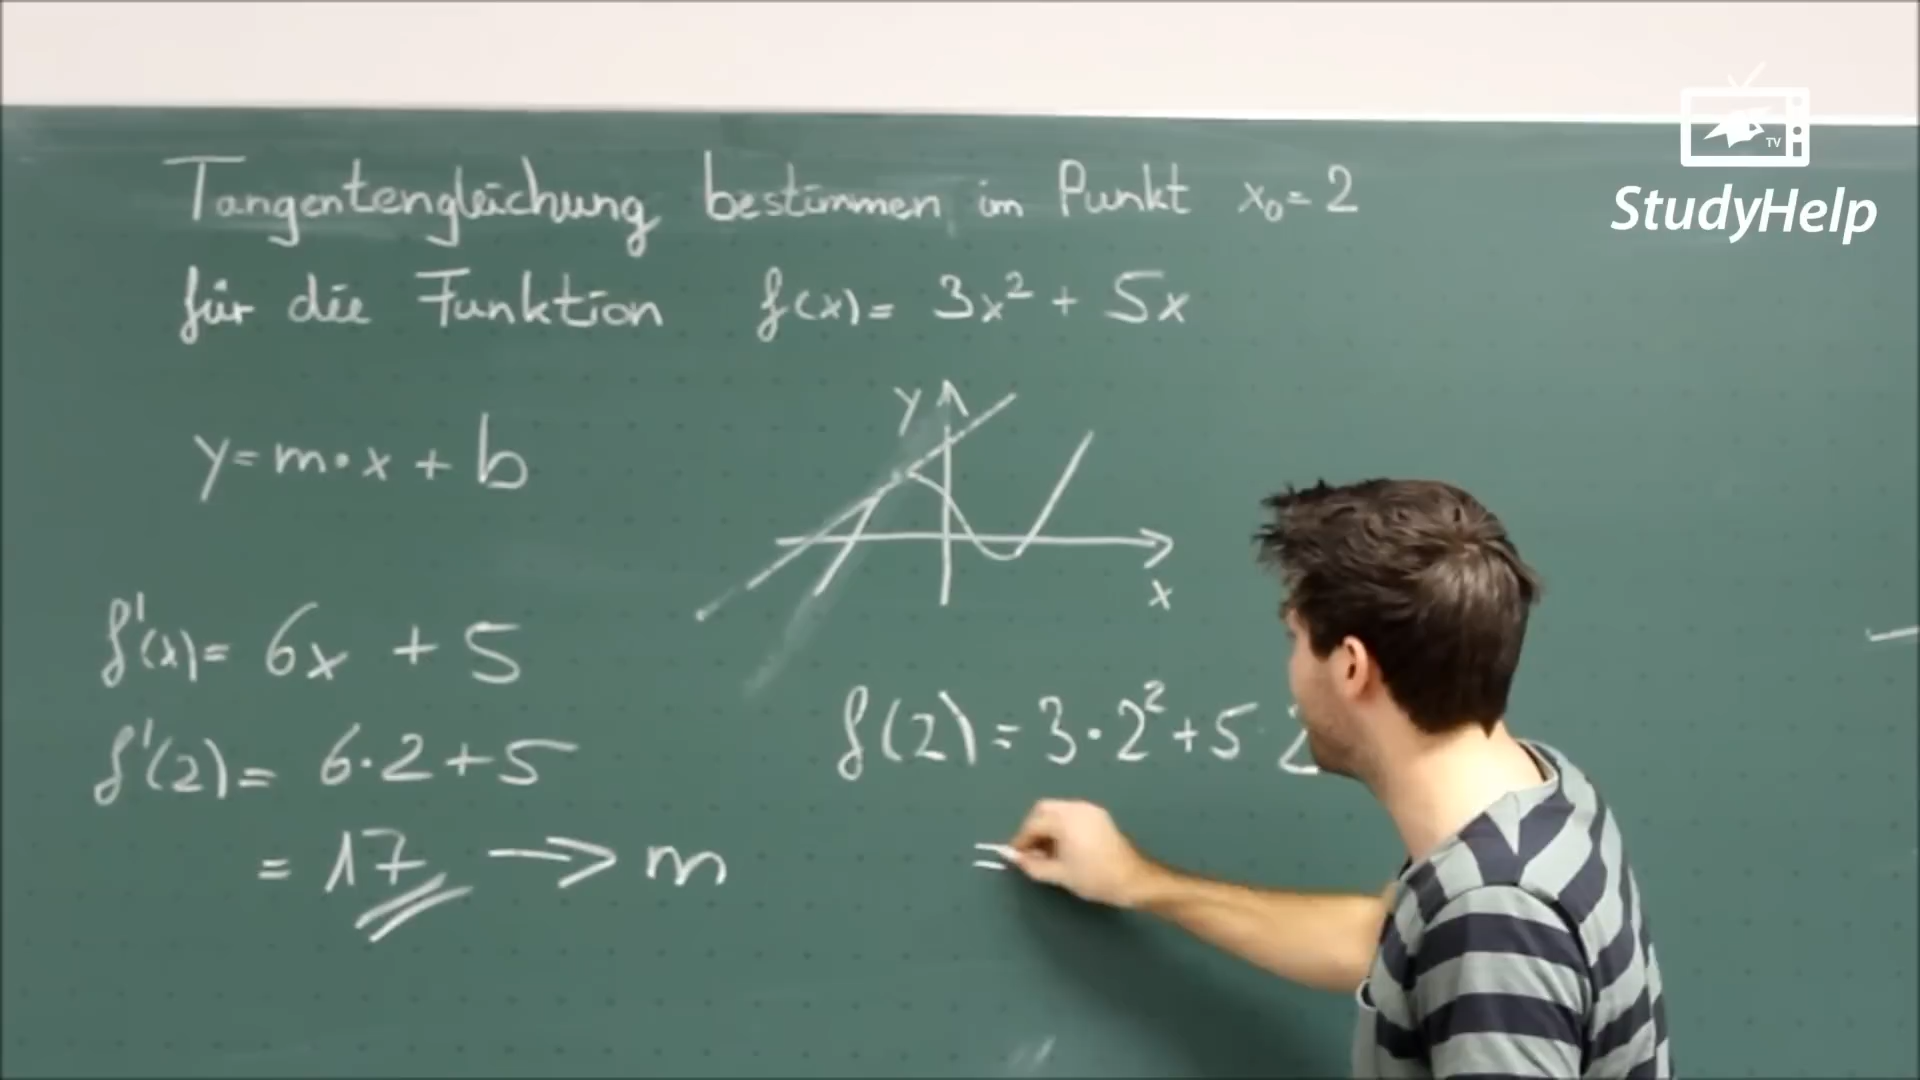 TV
StudyHelp
Tangentengleichung bestimmen im Punkt x₀=2
für die Funktion f(x)= 3x² + 5x
y
y=m•x + b
x
f'(x)= 6x + 5
f'(2)= 6·2+5
= 17 → m
f(2)= 3·2²+5 2
=